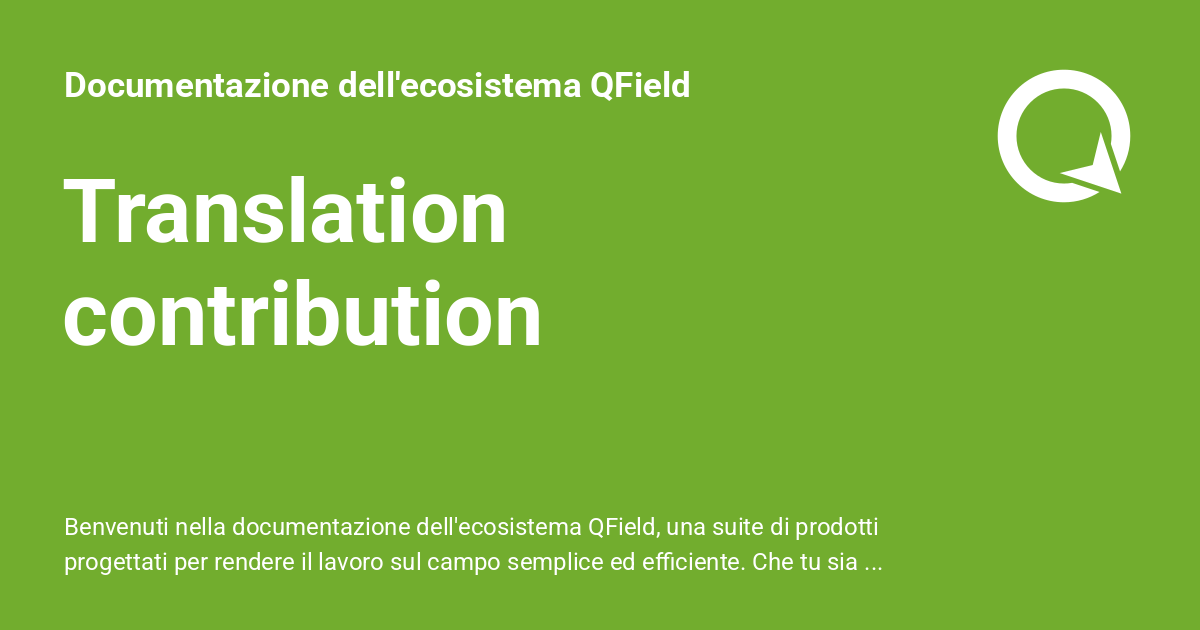 Documentazione dell'ecosistema QField
Translation
contribution
Benvenuti nella documentazione dell'ecosistema QField, una suite di prodotti
progettati per rendere il lavoro sul campo semplice ed efficiente. Che tu sia ...